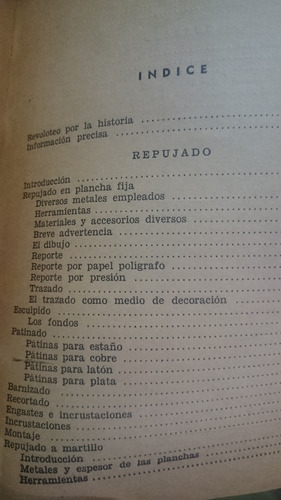 INDICE
Revoloteo por la historia
Información precisa
REPUJADO
Introducción
Repujado en plancha fija
Diversos metales empleados
Herramientas
Materiales y accesorios diversos
Breve advertencia
El dibujo
Reporte
Reporte por papel polígrafo
Reporte por presión
Trazado
El trazado como medio de decoración
Esculpido
Los fondos
Patinado
Pátinas para estaño
Pàtinas para cobre
Pátinas para latón
Pátinas para plata
Barnizado
Recortado
Engastes e incrustaciones
Incrustaciones
Montaje
Repujado a martillo
Introducción
Metales y espesor de las planchas
Herramientas